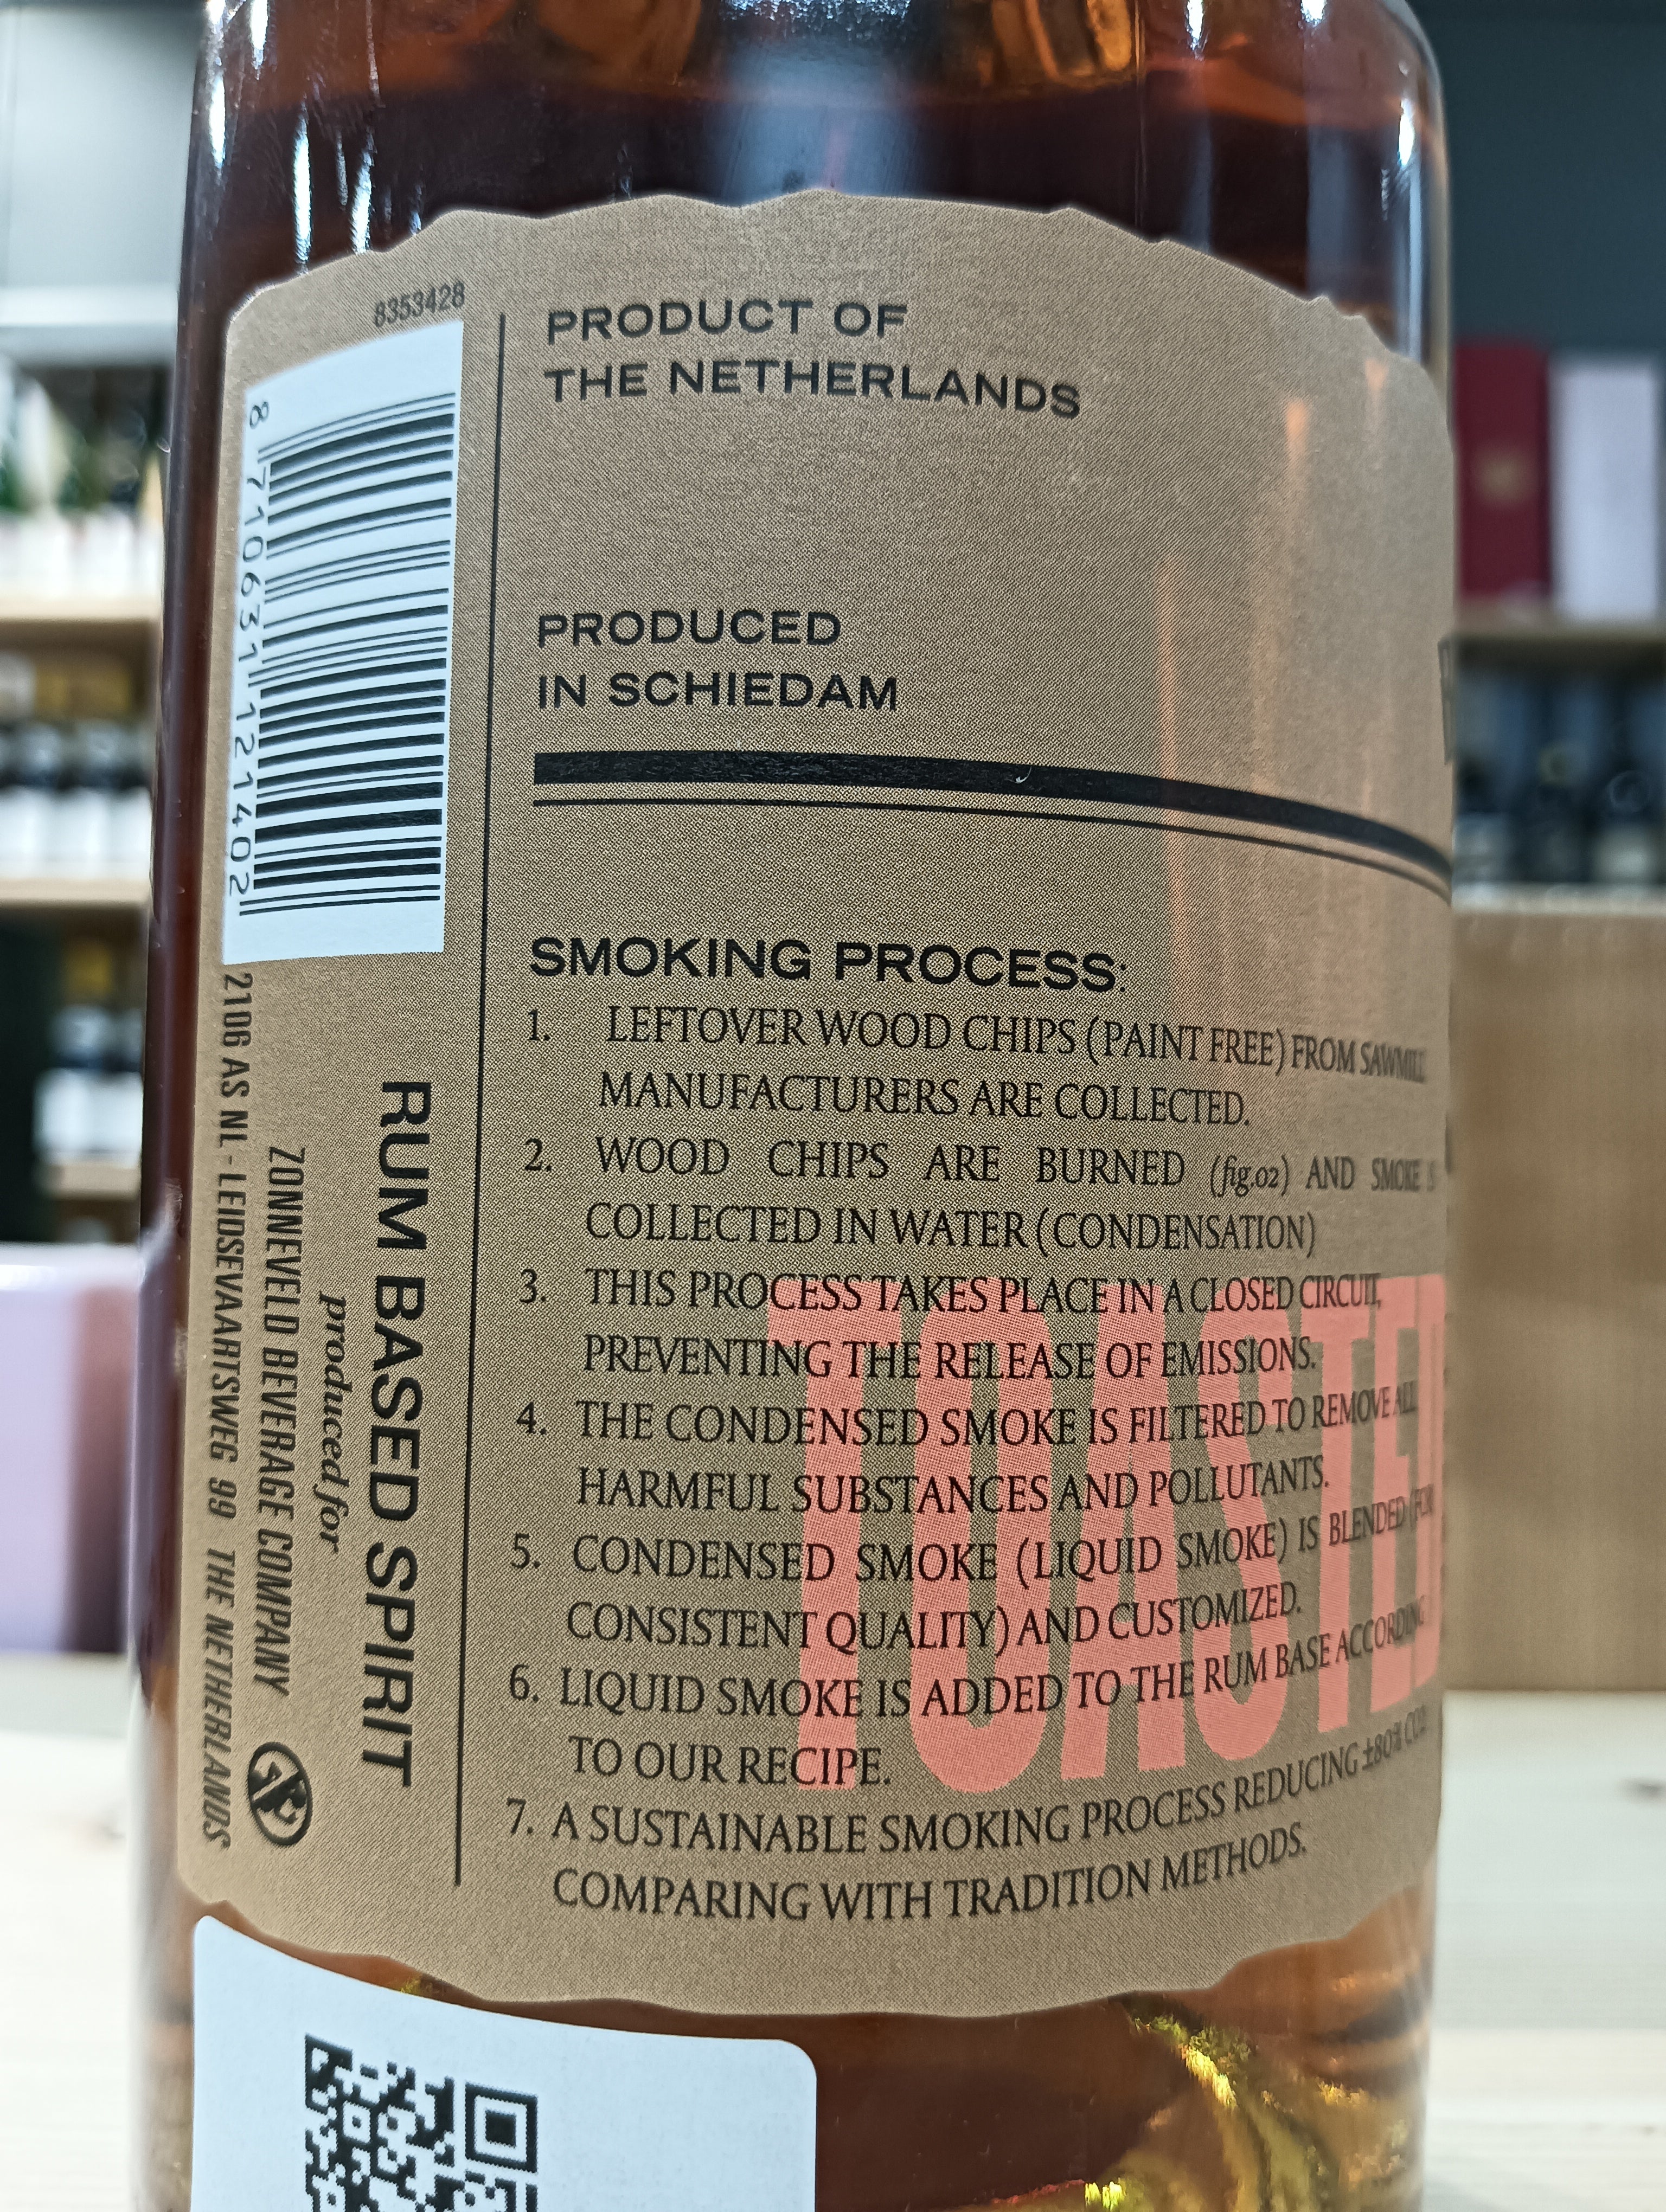 8353428
8 710631 121402
PRODUCT OF
THE NETHERLANDS
PRODUCED
IN SCHIEDAM
SMOKING PROCESS:
1. LEFTOVER WOOD CHIPS (PAINT FREE) FROM SAWMILL
MANUFACTURERS ARE COLLECTED.
2. WOOD CHIPS ARE BURNED (fig.02) AND SMOKE IS
COLLECTED IN WATER (CONDENSATION)
3. THIS PROCESS TAKES PLACE IN A CLOSED CIRCUIT,
PREVENTING THE RELEASE OF EMISSIONS.
4. THE CONDENSED SMOKE IS FILTERED TO REMOVE ALL
HARMFUL SUBSTANCES AND POLLUTANTS.
5. CONDENSED SMOKE (LIQUID SMOKE) IS BLENDED (FOR
CONSISTENT QUALITY) AND CUSTOMIZED.
6. LIQUID SMOKE IS ADDED TO THE RUM BASE ACCORDING
TO OUR RECIPE.
7. A SUSTAINABLE SMOKING PROCESS REDUCING ±80%
COMPARING WITH TRADITION METHODS.
TOASTED
RUM BASED SPIRIT
produced for
ZONNEVELD BEVERAGE COMPANY
2106 AS NL - LEIDSEVAARTSWEG 99 THE NETHERLANDS